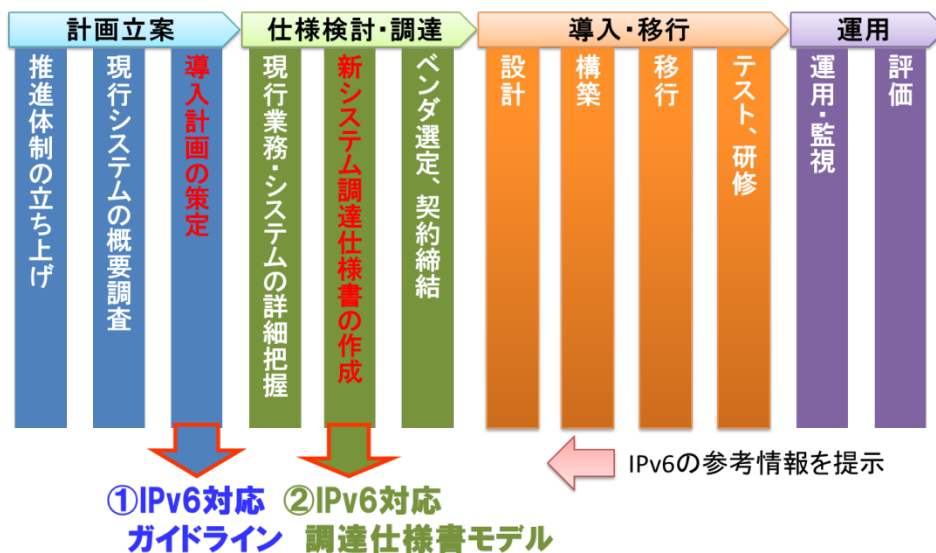 計画立案
仕様検討・調達
導入・移行
運用
推進体制の立ち上げ
現行システムの概要調査
導入計画の策定
現行業務・システムの詳細把握
新システム調達仕様書の作成
ベンダ選定、契約締結
設計
構築
移行
テスト、研修
運用・監視
評価
IPv6の参考情報を提示
①IPv6対応
ガイドライン
②IPv6対応
調達仕様書モデル